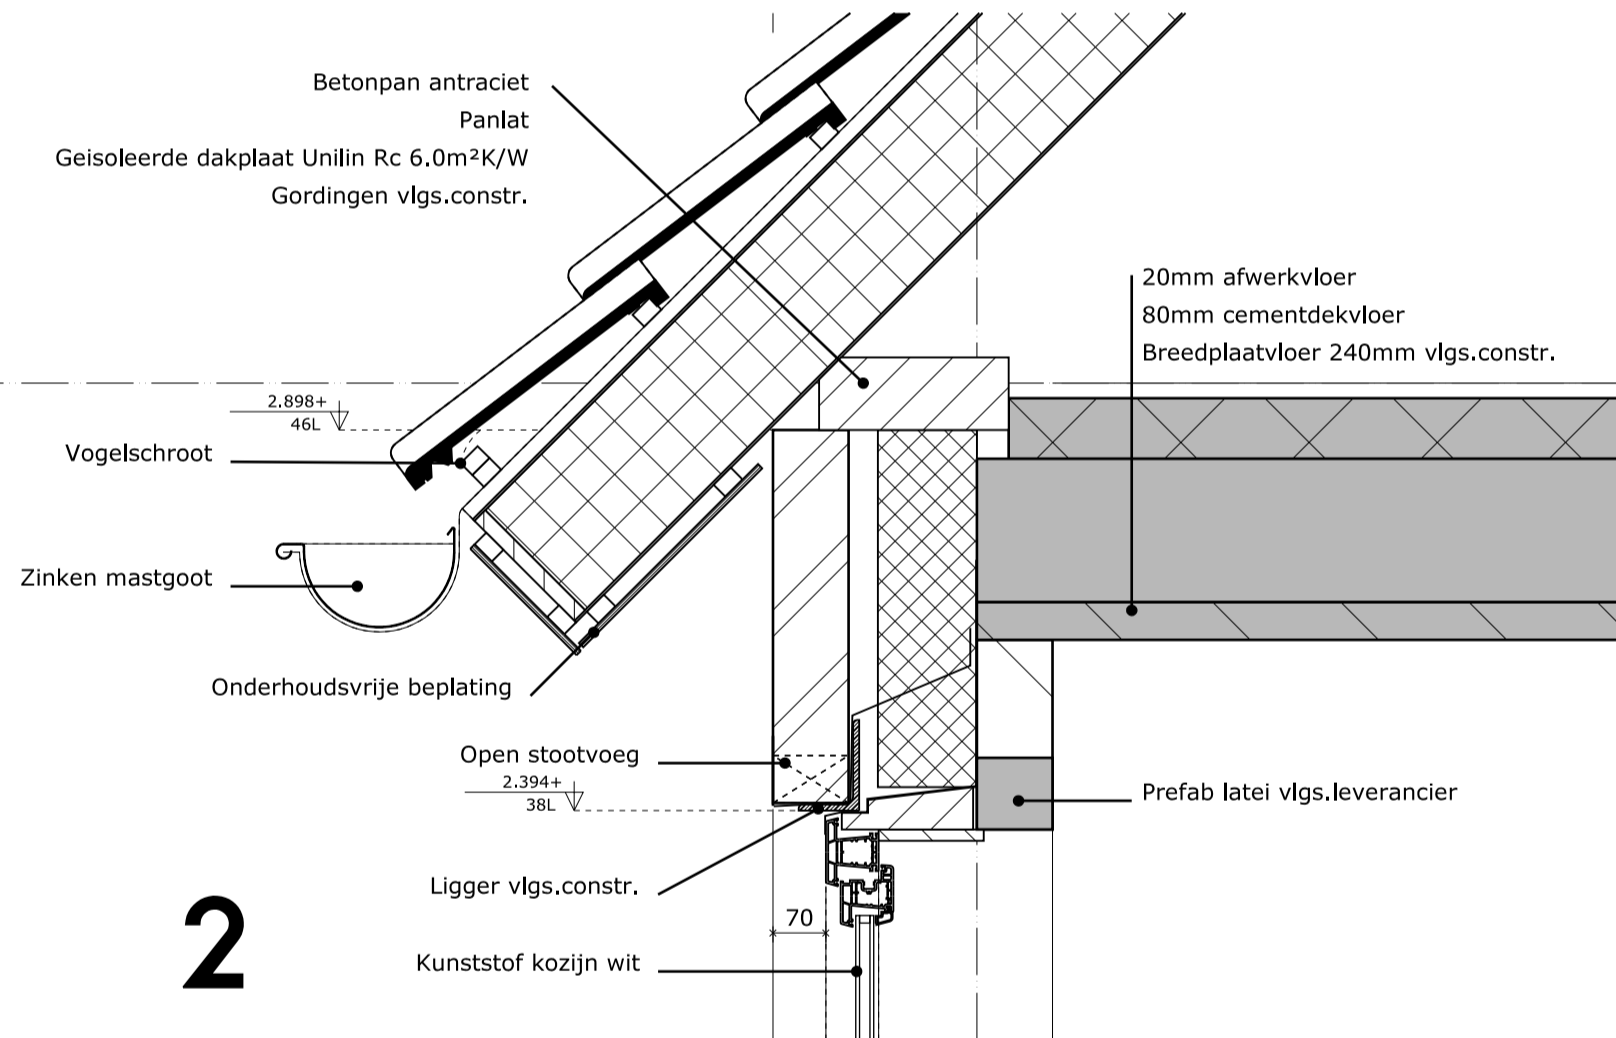 Betonpan antraciet
Panlat
Geisoleerde dakplaat Unilin Rc 6.0m²K/W
Gordingen vlgs.constr.
20mm afwerkvloer
80mm cementdekvloer
Breedplaatvloer 240mm vlgs.constr.
2.898+
46L
Vogelschroot
Zinken mastgoot
Onderhoudsvrije beplating
Open stootvoeg
2.394+
38L
Prefab latei vlgs.leverancier
Ligger vlgs.constr.
70
Kunststof kozijn wit
2